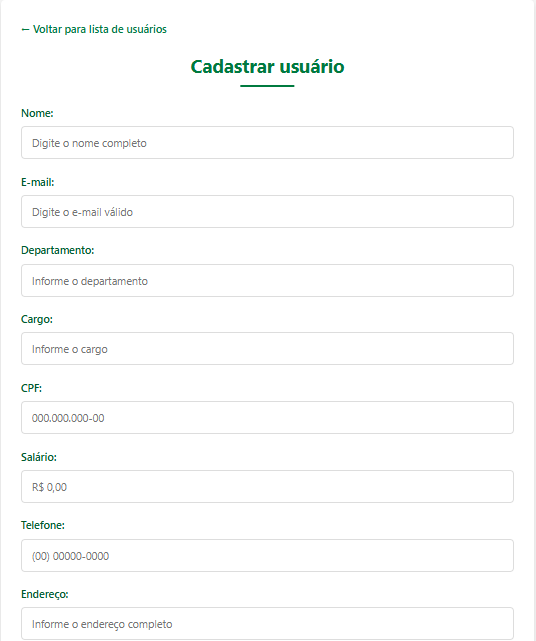 ← Voltar para lista de usuários
Cadastrar usuário
Nome:
Digite o nome completo
E-mail:
Digite o e-mail válido
Departamento:
Informe o departamento
Cargo:
Informe o cargo
CPF:
000.000.000-00
Salário:
R$ 0,00
Telefone:
(00) 00000-0000
Endereço:
Informe o endereço completo